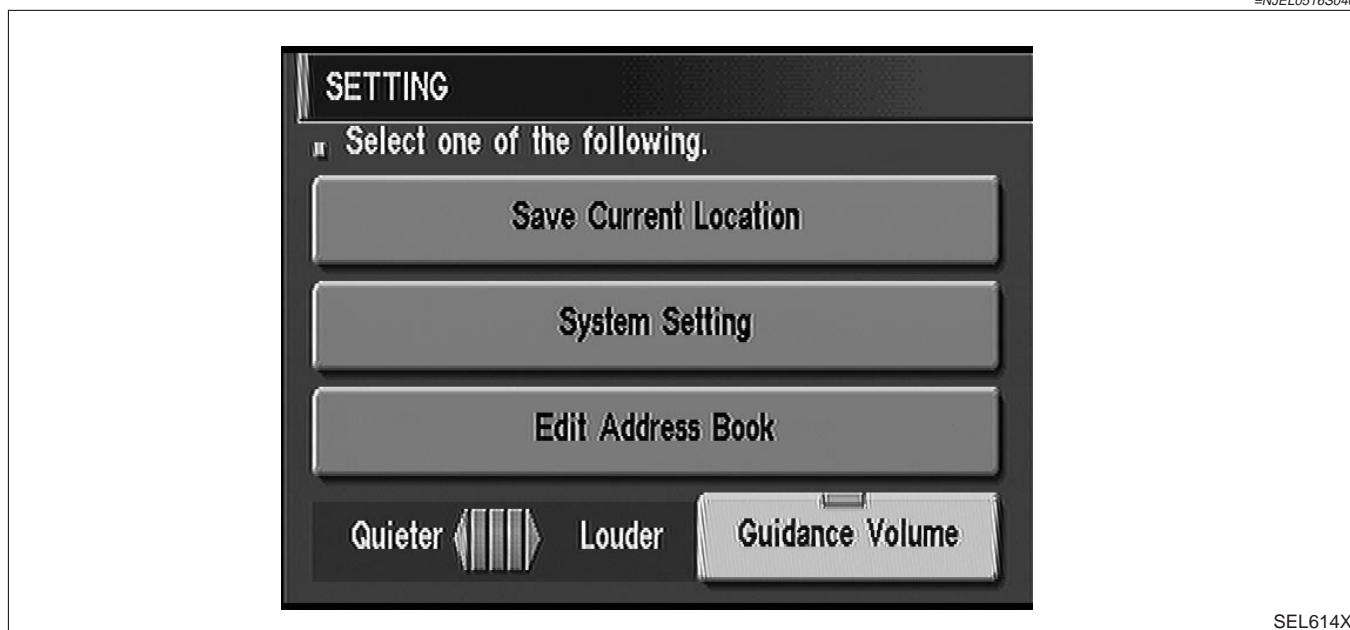 =NJEL0516S040
SETTING
Select one of the following.
Save Current Location
System Setting
Edit Address Book
Quieter Louder Guidance Volume
SEL614X